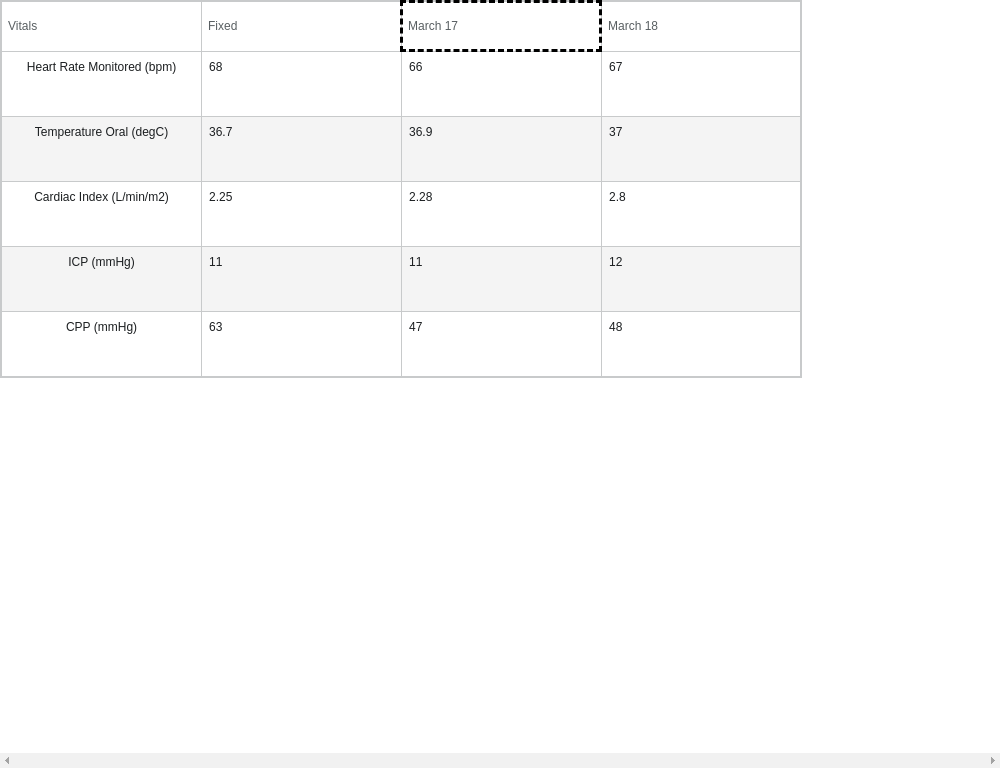 Vitals Fixed March 17 March 18
Heart Rate Monitored (bpm) 68 66 67
Temperature Oral (degC) 36.7 36.9 37
Cardiac Index (L/min/m2) 2.25 2.28 2.8
ICP (mmHg) 11 11 12
CPP (mmHg) 63 47 48